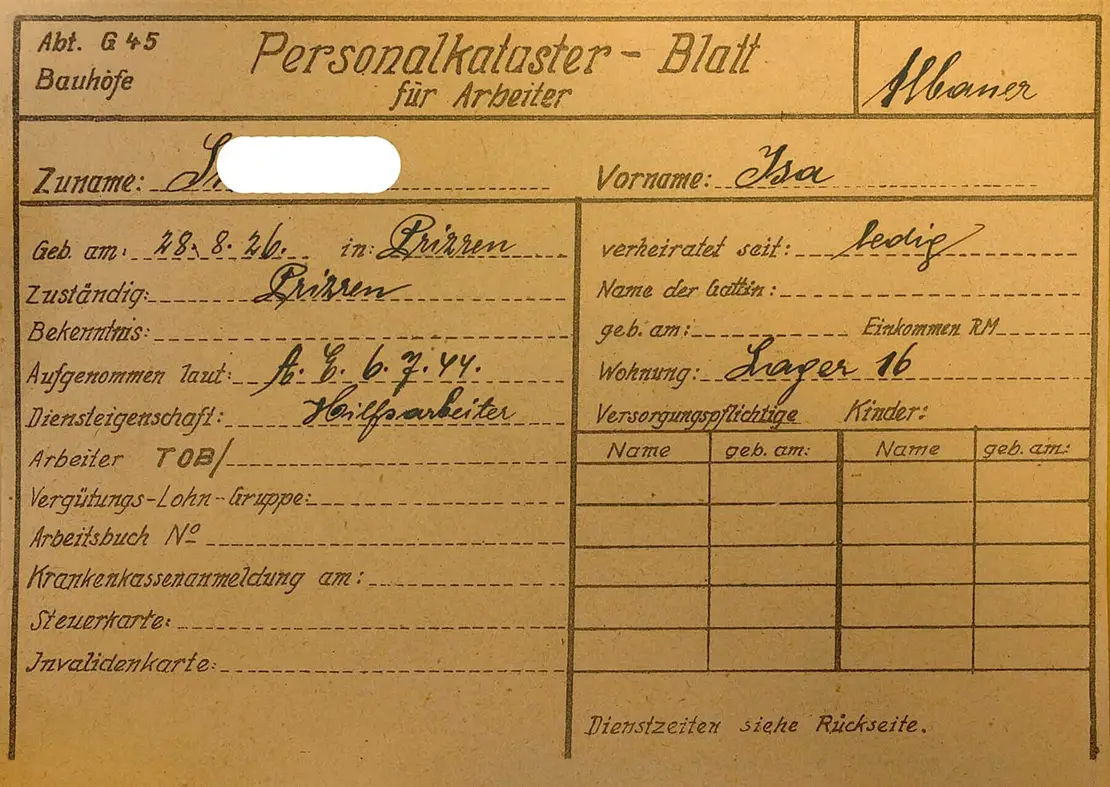 Abt. G 45
Bauhöfe
Personalkataster - Blatt
für Arbeiter
Albaner
Zuname:
Vorname: Isa
Geb. am: 28. 8. 26. in: Prizren
Zuständig: Prizren
Bekenntnis:
Aufgenommen laut: A. E. 6. 7. 44.
Diensteigenschaft: Hilfsarbeiter
Arbeiter TOB/
Vergütungs-Lohn-Gruppe:
Arbeitsbuch No
Krankenkassenanmeldung am:
Steuerkarte:
Invalidenkarte:
verheiratet seit: ledig
Name der Gattin:
geb. am: Einkommen RM
Wohnung: Lager 16
Versorgungspflichtige Kinder:
Name geb. am: Name geb. am:
Dienstzeiten siehe Rückseite.